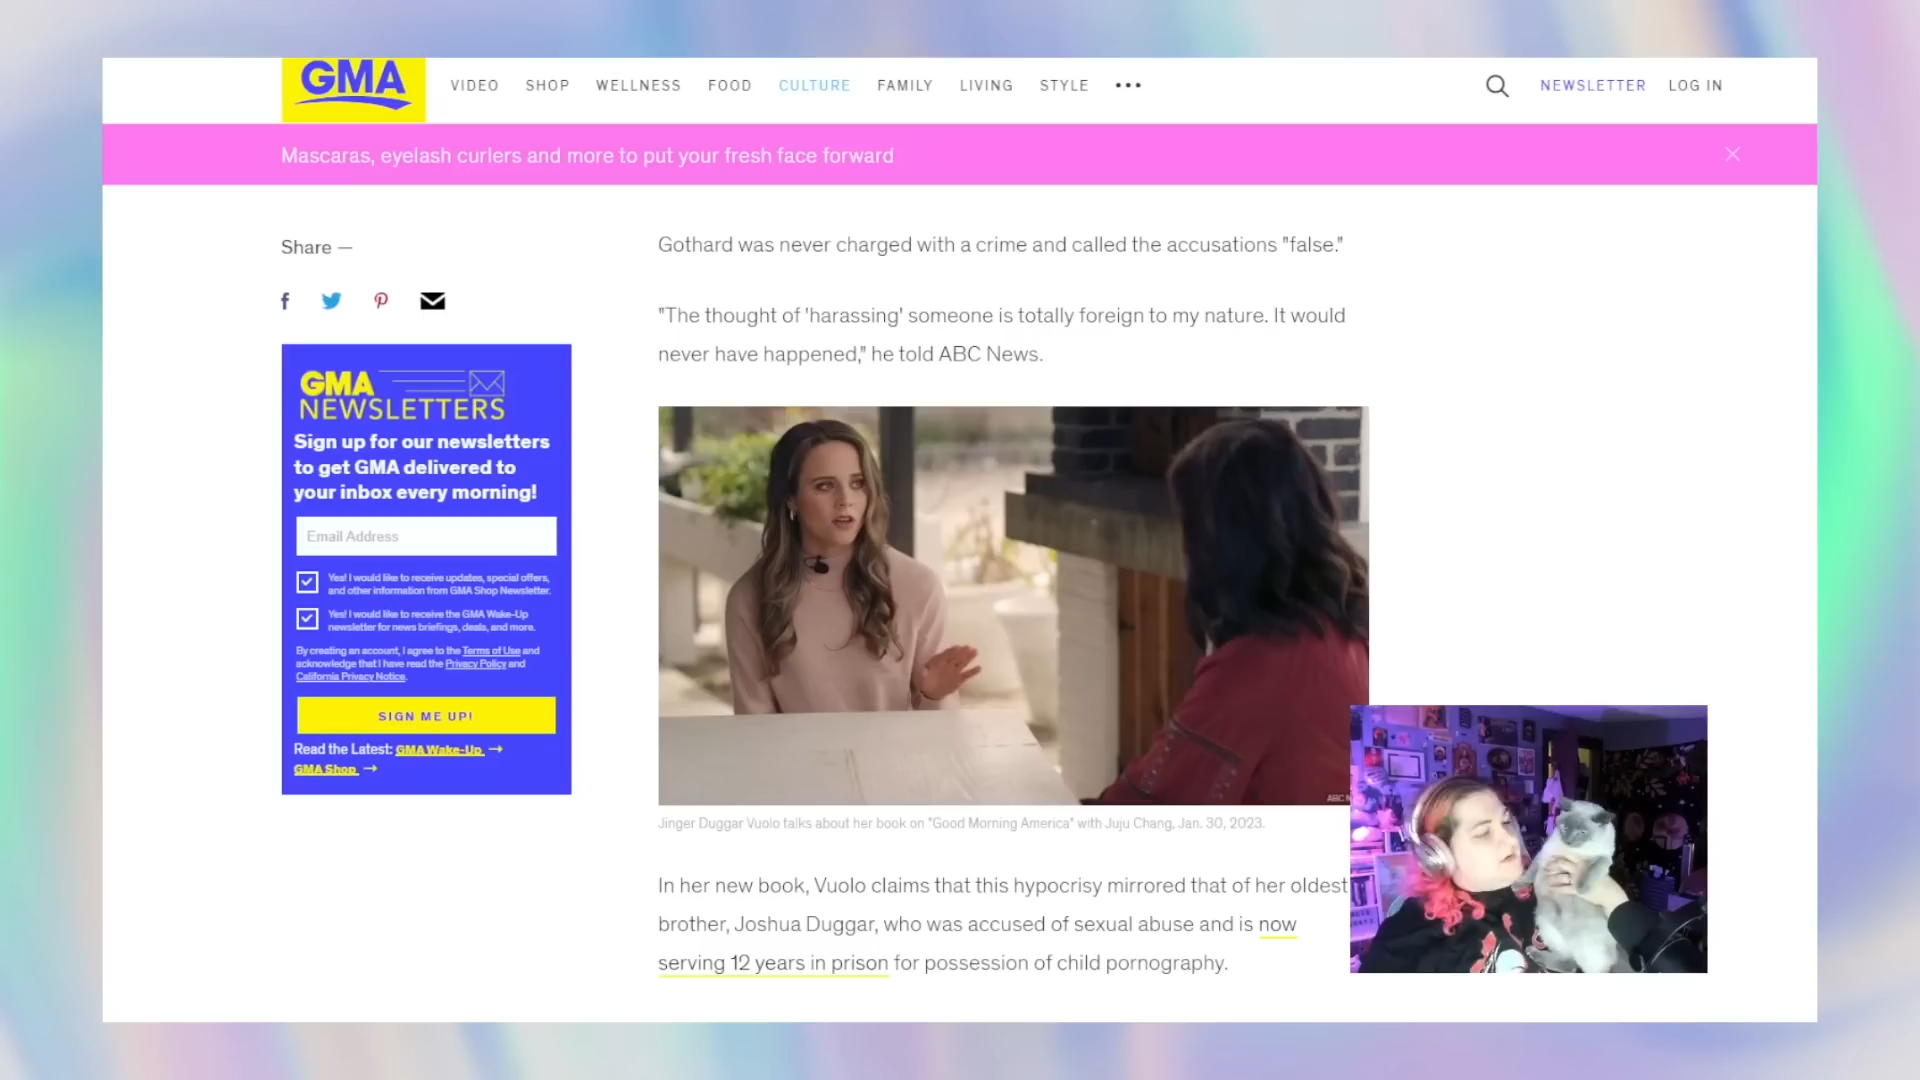 GMA
VIDEO SHOP WELLNESS FOOD CULTURE FAMILY LIVING STYLE •••
NEWSLETTER LOG IN
Mascaras, eyelash curlers and more to put your fresh face forward
Share —
Gothard was never charged with a crime and called the accusations "false."
"The thought of 'harassing' someone is totally foreign to my nature. It would
never have happened," he told ABC News.
GMA
NEWSLETTERS
Sign up for our newsletters
to get GMA delivered to
your inbox every morning!
Email Address
Yes! I would like to receive updates, special offers,
and other information from GMA Shop Newsletter.
Yes! I would like to receive the GMA Wake-Up
newsletter for news briefings, deals, and more.
By creating an account, I agree to the Terms of Use and
acknowledge that I have read the Privacy Policy and
California Privacy Notice.
SIGN ME UP!
Read the Latest: GMA Wake-Up →
GMA Shop →
ABC N
Jinger Duggar Vuolo talks about her book on "Good Morning America" with Juju Chang, Jan. 30, 2023.
In her new book, Vuolo claims that this hypocrisy mirrored that of her oldest
brother, Joshua Duggar, who was accused of sexual abuse and is now
serving 12 years in prison for possession of child pornography.